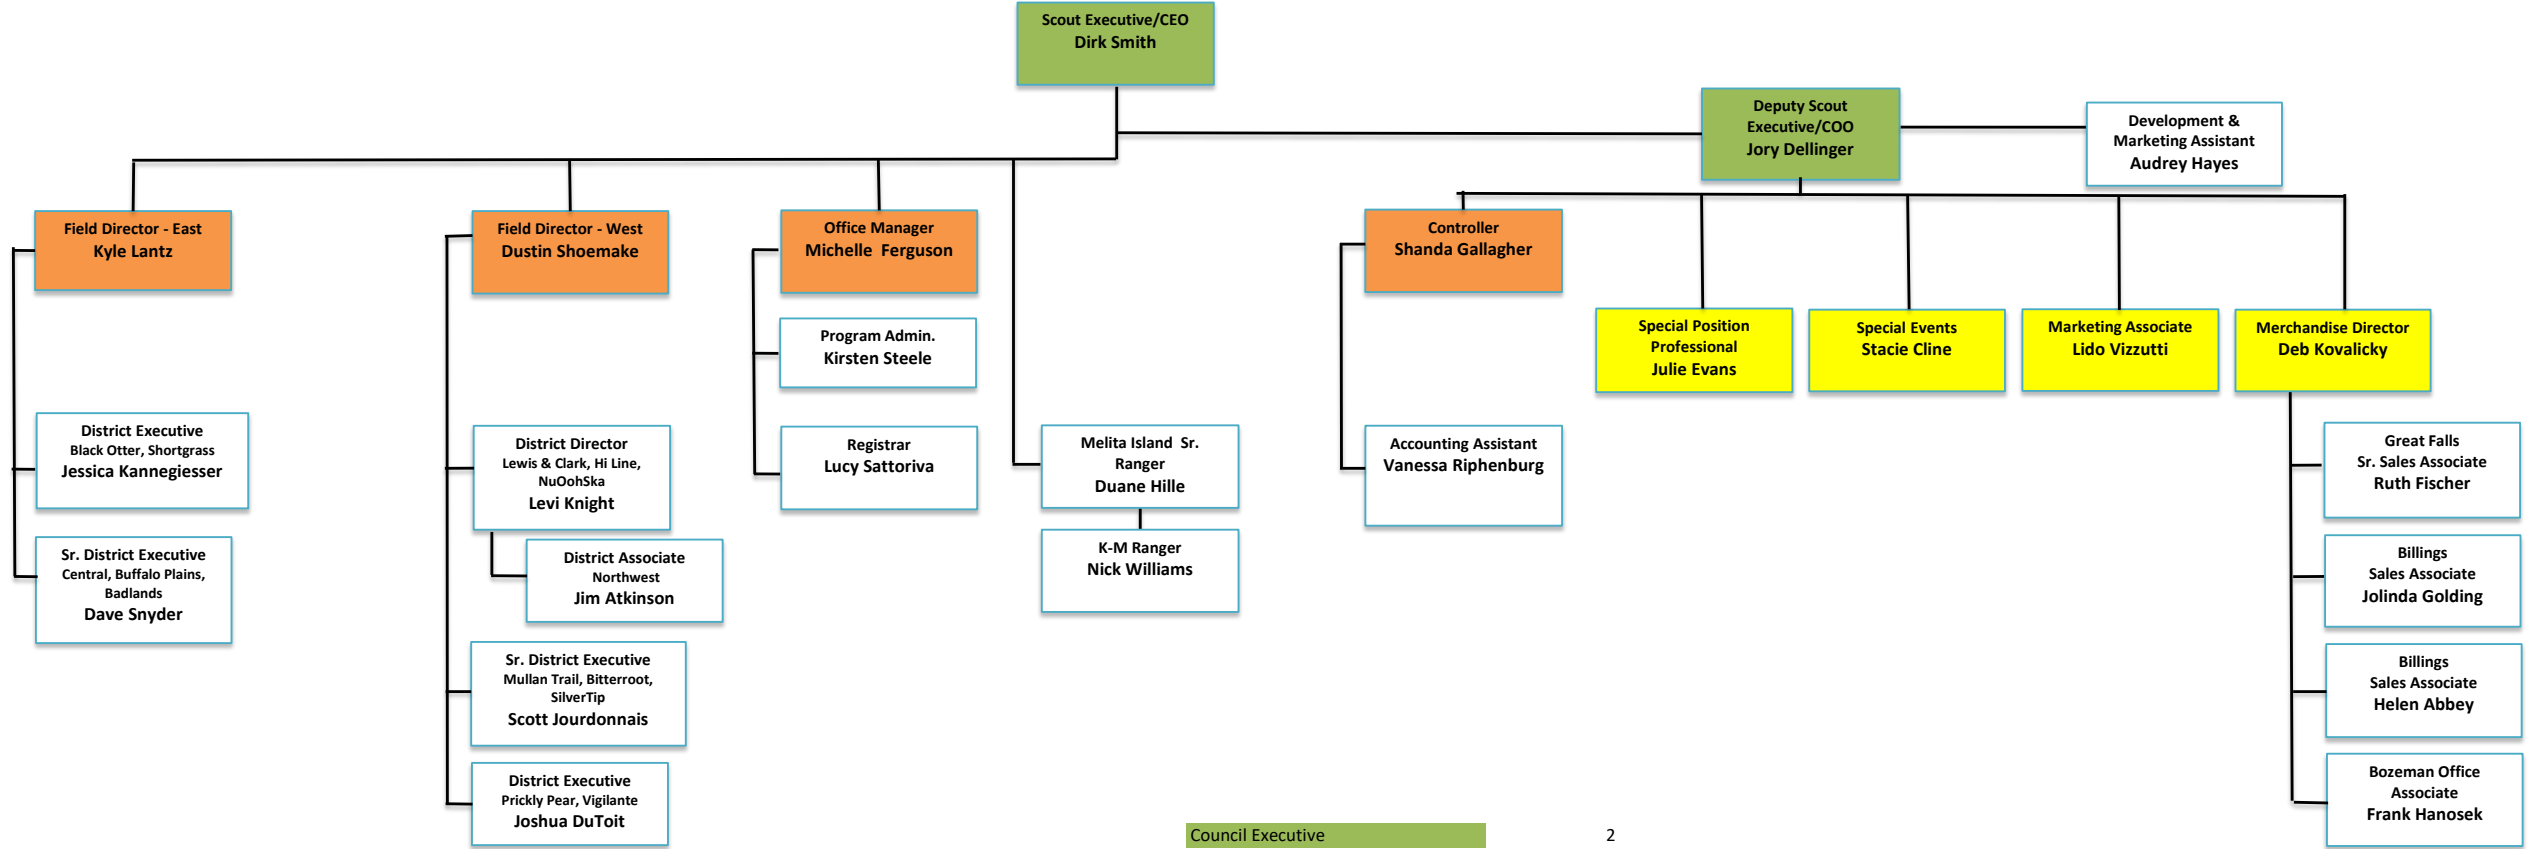 Scout Executive/CEO
Dirk Smith
Deputy Scout
Executive/COO
Jory Dellinger
Development &
Marketing Assistant
Audrey Hayes
Field Director - East
Kyle Lantz
Field Director - West
Dustin Shoemake
Office Manager
Michelle  Ferguson
Controller
Shanda Gallagher
Special Position
Professional
Julie Evans
Special Events
Stacie Cline
Marketing Associate
Lido Vizzutti
Merchandise Director
Deb Kovalicky
Program Admin.
Kirsten Steele
District Executive
Black Otter, Shortgrass
Jessica Kannegiesser
District Director
Lewis & Clark, Hi Line,
NuOohSka
Levi Knight
Registrar
Lucy Sattoriva
Melita Island  Sr.
Ranger
Duane Hille
Accounting Assistant
Vanessa Riphenburg
Great Falls
Sr. Sales Associate
Ruth Fischer
Sr. District Executive
Central, Buffalo Plains,
Badlands
Dave Snyder
District Associate
Northwest
Jim Atkinson
K-M Ranger
Nick Williams
Billings
Sales Associate
Jolinda Golding
Sr. District Executive
Mullan Trail, Bitterroot,
SilverTip
Scott Jourdonnais
Billings
Sales Associate
Helen Abbey
District Executive
Prickly Pear, Vigilante
Joshua DuToit
Bozeman Office
Associate
Frank Hanosek
Council Executive 2